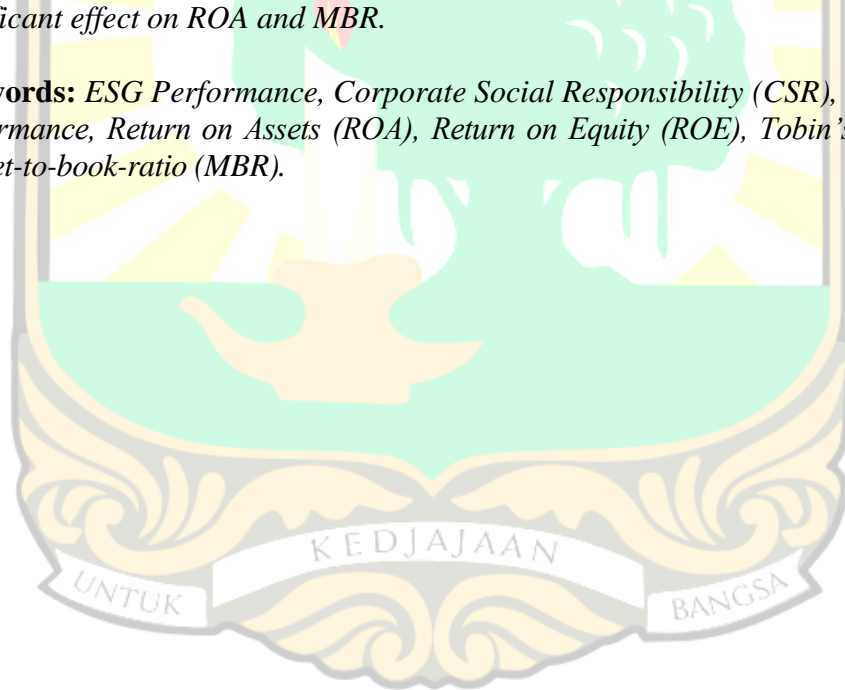 ficant effect on ROA and MBR.
words: ESG Performance, Corporate Social Responsibility (CSR),
rmance, Return on Assets (ROA), Return on Equity (ROE), Tobin's
et-to-book-ratio (MBR).
KEDJAJAAN
UNTUK
BANGSA